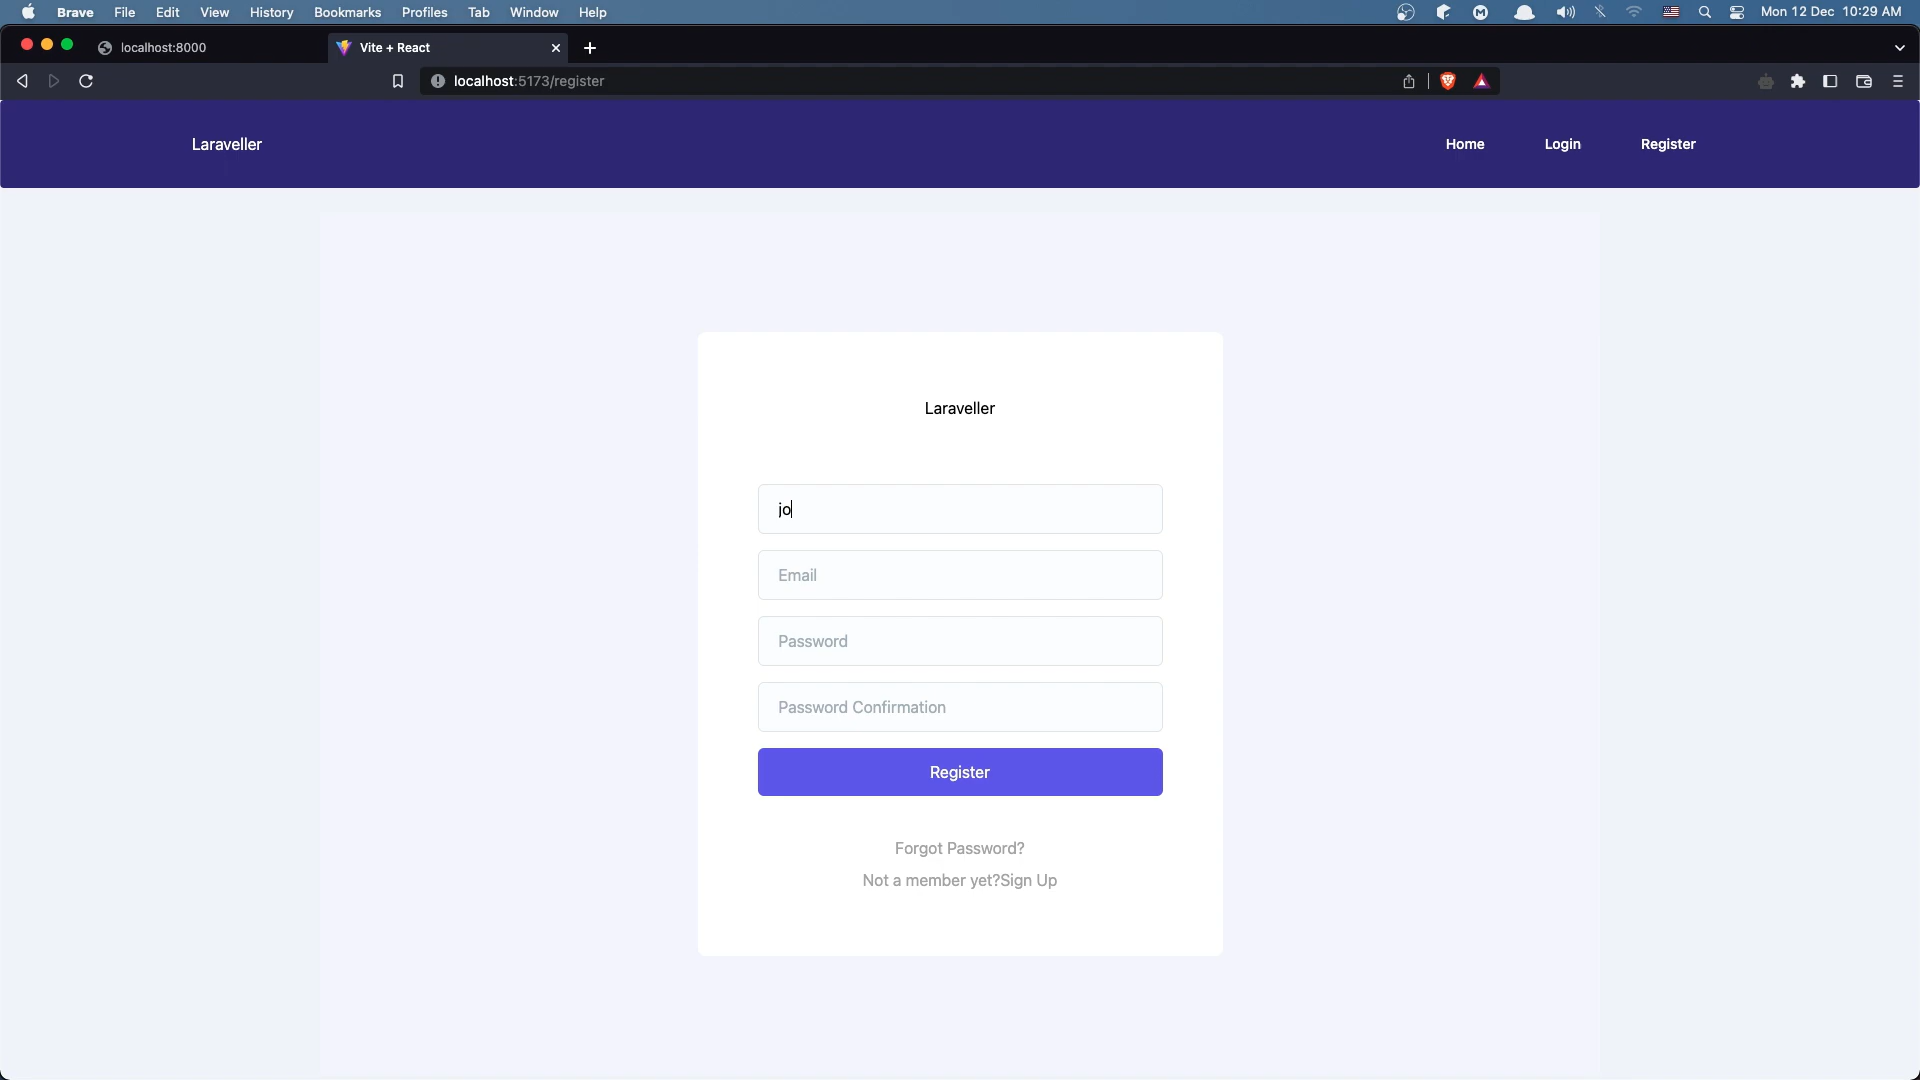 Brave File Edit View History Bookmarks Profiles Tab Window Help Mon 12 Dec 10:29 AM
localhost:8000 Vite + React
localhost:5173/register
Laraveller Home Login Register
Laraveller
jo
Email
Password
Password Confirmation
Register
Forgot Password?
Not a member yet?Sign Up